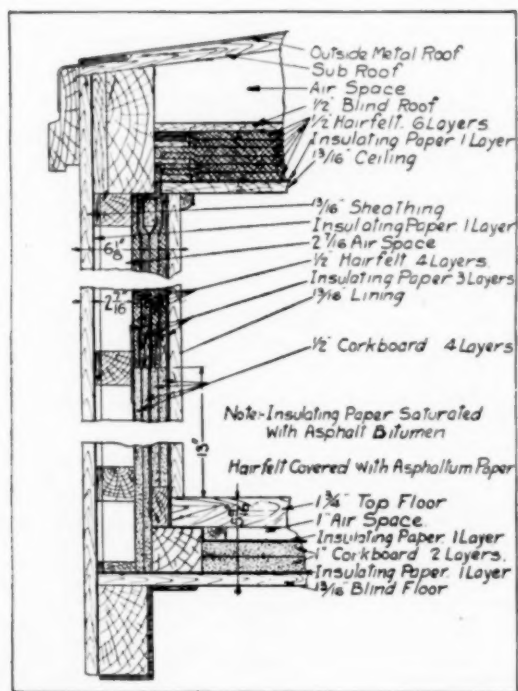 Outside Metal Roof
Sub Roof
Air Space
1/2" Blind Roof
1/2" Hairfelt. 6 Layers
Insulating Paper 1 Layer
13/16" Ceiling
13/16" Sheathing
Insulating Paper 1 Layer
6 1/8"
2 7/16 Air Space
1/2" Hairfelt 4 Layers
Insulating Paper 3 Layers
2 7/16"
13/16" Lining
1/2" Corkboard 4 Layers
Note:-Insulating Paper Saturated
With Asphalt Bitumen
13"
Hairfelt Covered With Asphaltum Paper
1 3/4" Top Floor
1" Air Space
Insulating Paper 1 Layer
1" Corkboard 2 Layers.
Insulating Paper 1 Layer
13/16" Blind Floor